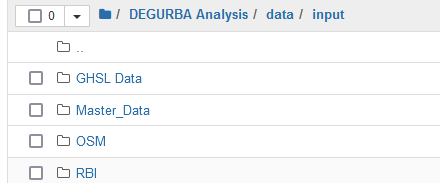 0 / DEGURBA Analysis / data / input
..
GHSL Data
Master_Data
OSM
RBI